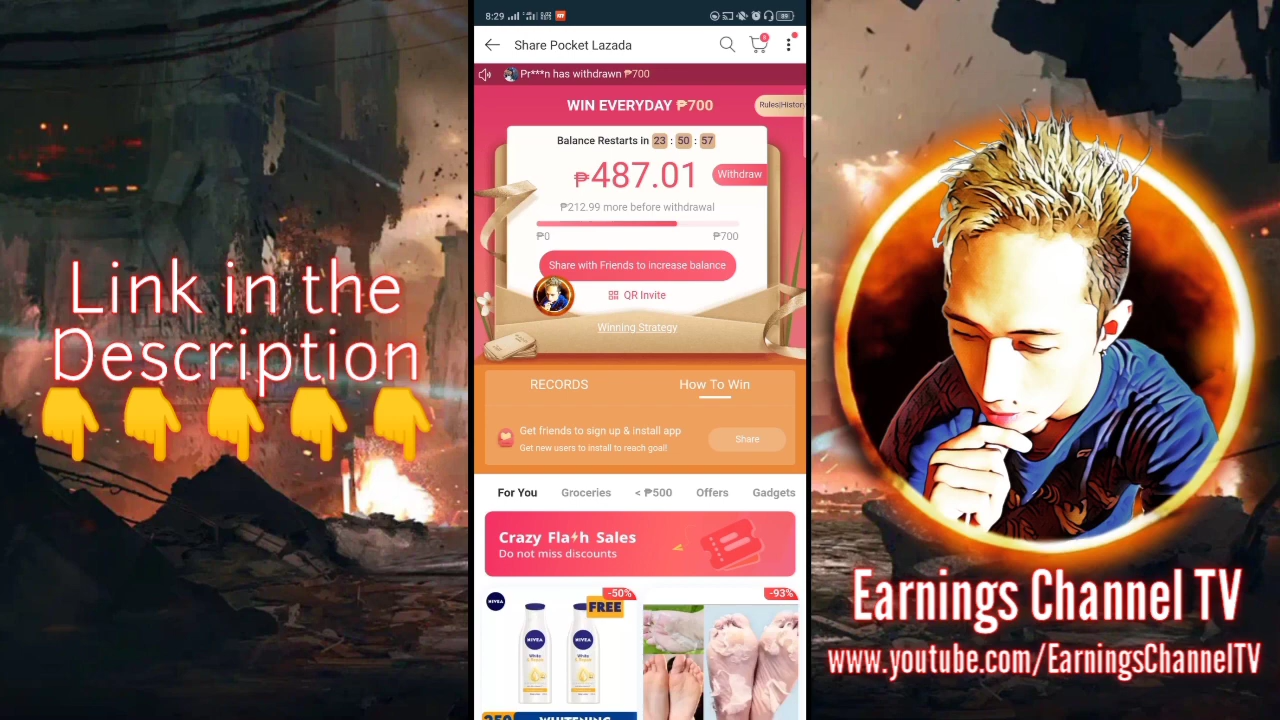 Link in the
Description
8:29
Share Pocket Lazada
6
Pr***n has withdrawn ₱700
WIN EVERYDAY ₱700
Rules|History
Balance Restarts in 23 : 50 : 57
₱487.01
Withdraw
₱212.99 more before withdrawal
₱0
₱700
Share with Friends to increase balance
QR Invite
Winning Strategy
RECORDS
How To Win
Get friends to sign up & install app
Get new users to install to reach goal!
Share
For You
Groceries
< ₱500
Offers
Gadgets
Crazy Flash Sales
Do not miss discounts
NIVEA
-50%
FREE
NIVEA
NIVEA
-93%
WHITENING
Earnings Channel TV
www.youtube.com/EarningsChannelTV